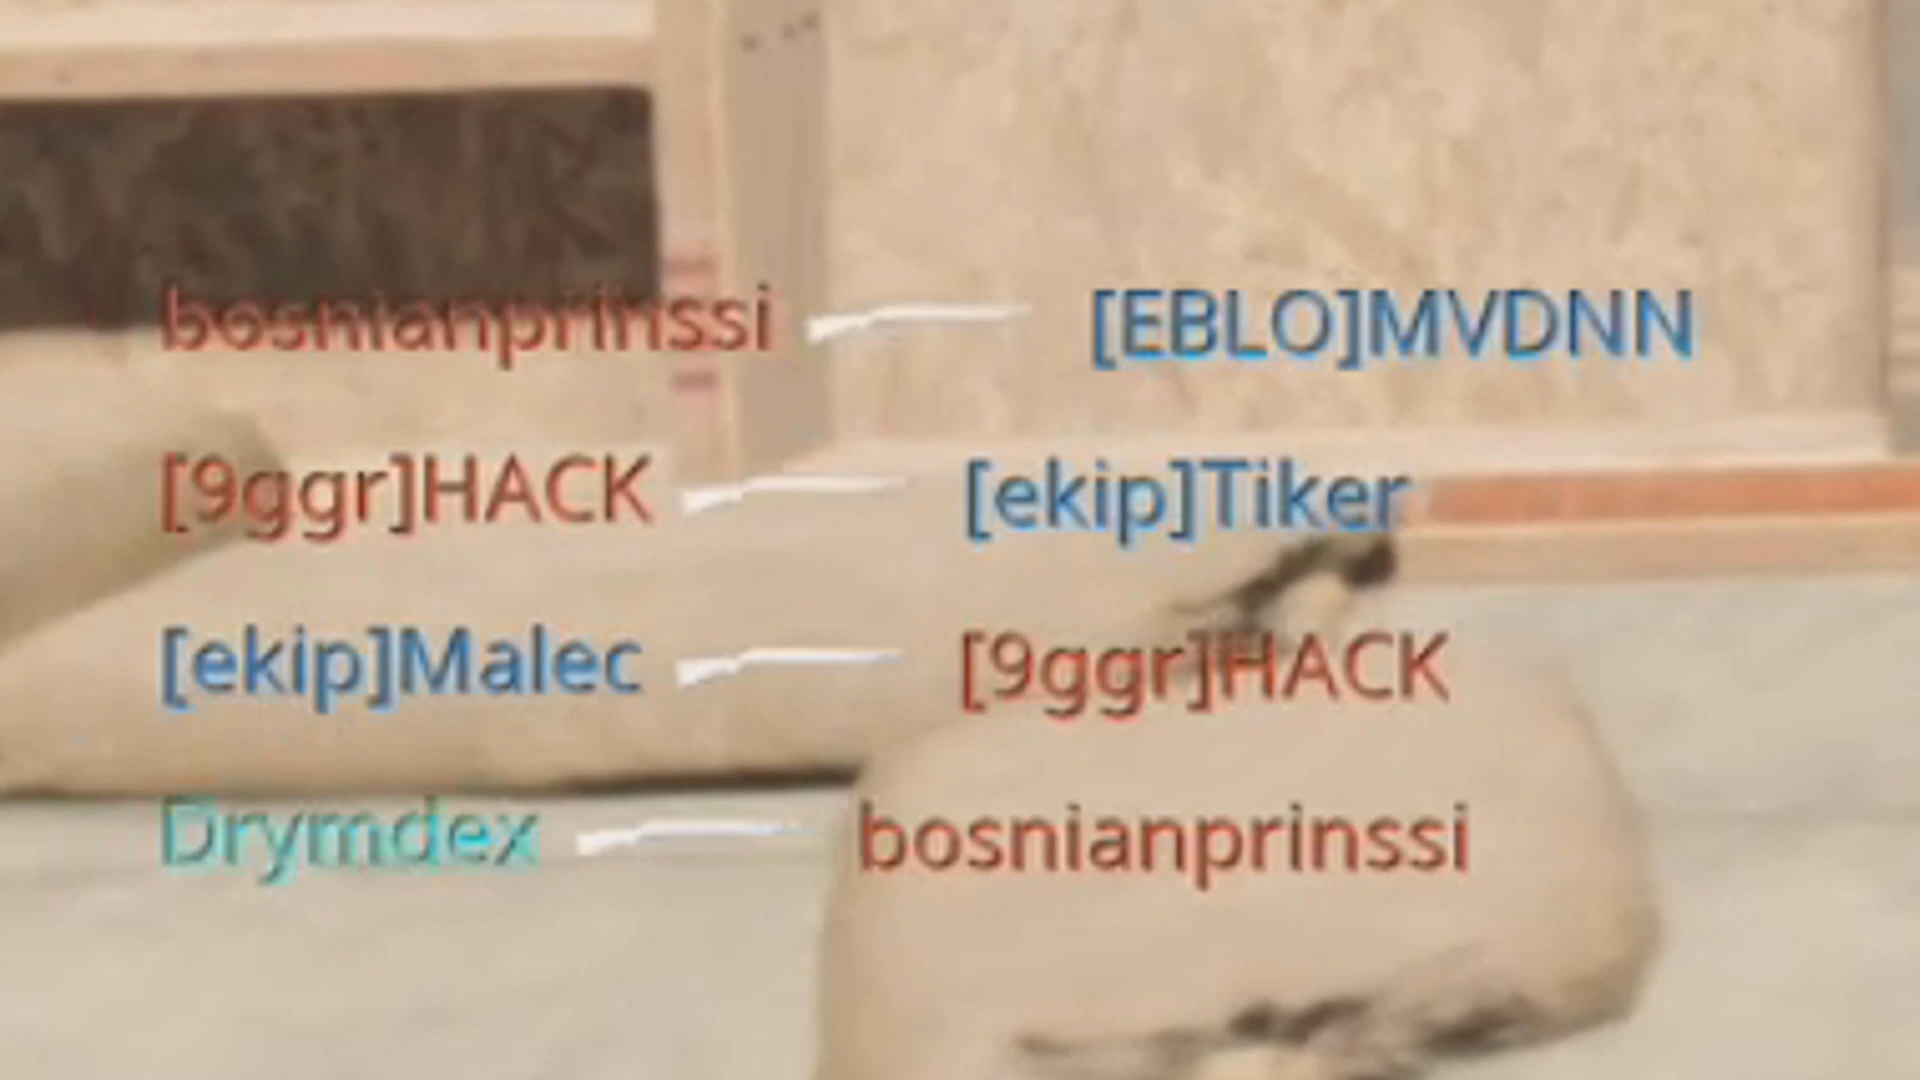 bosnianprinssi [EBLO]MVDNN
[9ggr]HACK [ekip]Tiker
[ekip]Malec [9ggr]HACK
Drymdex bosnianprinssi